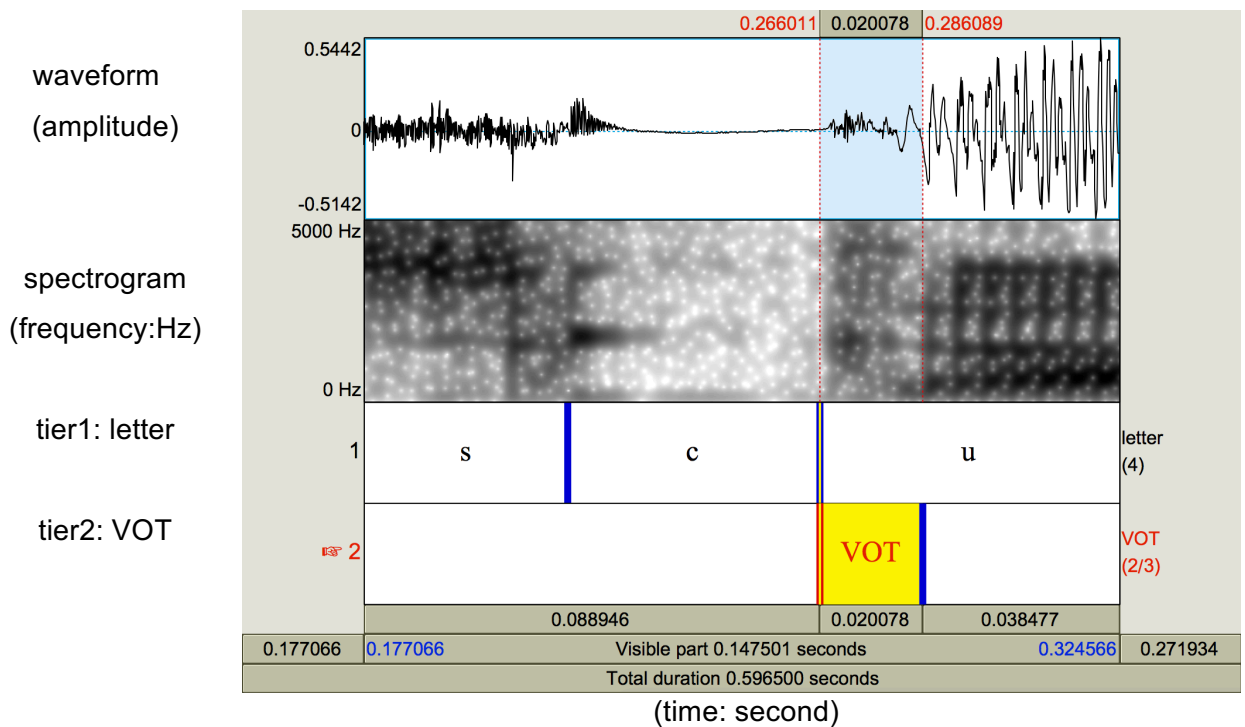 0.266011 0.020078 0.286089
0.5442
waveform
(amplitude)
0
-0.5142
5000 Hz
spectrogram
(frequency:Hz)
0 Hz
tier1: letter
1 s c u letter
(4)
tier2: VOT
☞ 2 VOT VOT
(2/3)
0.088946 0.020078 0.038477
0.177066 0.177066 Visible part 0.147501 seconds 0.324566 0.271934
Total duration 0.596500 seconds
(time: second)